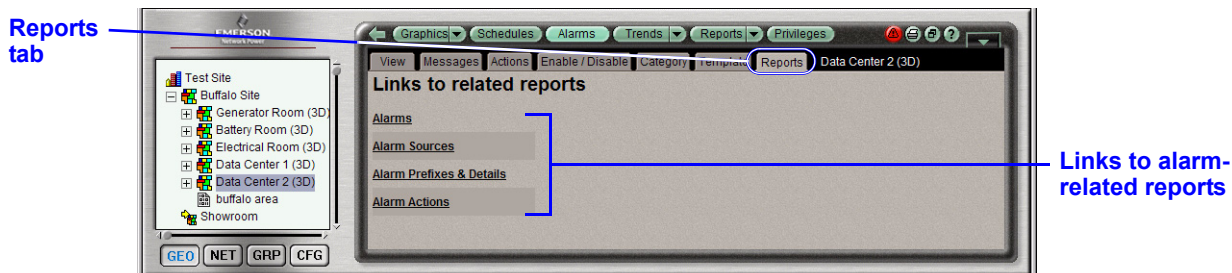 Reports
tab
EMERSON
Network Power
Graphics Schedules Alarms Trends Reports Privileges
?
View Messages Actions Enable / Disable Category Template Reports Data Center 2 (3D)
Test Site
Buffalo Site
Generator Room (3D)
Battery Room (3D)
Electrical Room (3D)
Data Center 1 (3D)
Data Center 2 (3D)
buffalo area
Showroom
GEO NET GRP CFG
Links to related reports
Alarms
Alarm Sources
Alarm Prefixes & Details
Alarm Actions
Links to alarm-
related reports